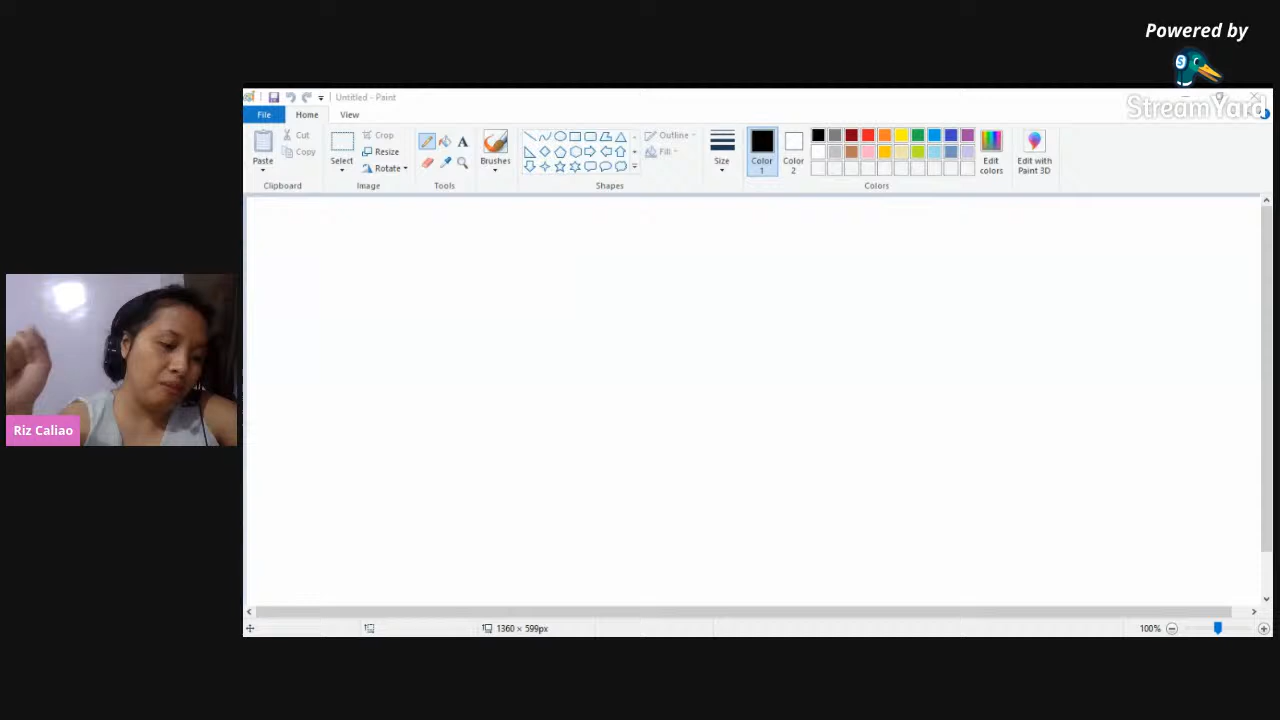 Powered by
StreamYard
Untitled - Paint
File Home View
Paste
Cut
Copy
Clipboard
Select
Crop
Resize
Rotate
Image
A
Tools
Brushes
Outline
Fill
Shapes
Size
Color 1
Color 2
Edit colors
Colors
Edit with Paint 3D
Riz Caliao
1360 × 599px
100%